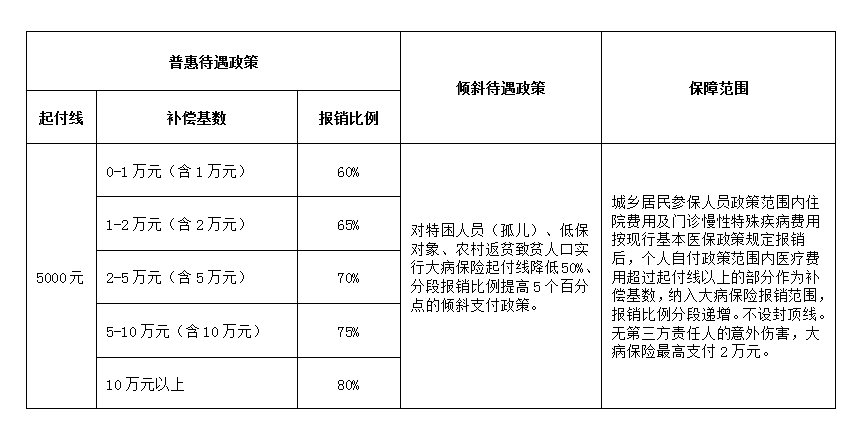 普惠待遇政策
倾斜待遇政策
保障范围
起付线
补偿基数
报销比例
5000元
0-1万元（含1万元）
60%
1-2万元（含2万元）
65%
2-5万元（含5万元）
70%
5-10万元（含10万元）
75%
10万元以上
80%
对特困人员（孤儿）、低保
对象、农村返贫致贫人口实
行大病保险起付线降低50%、
分段报销比例提高5个百分
点的倾斜支付政策。
城乡居民参保人员政策范围内住
院费用及门诊慢性特殊疾病费用
按现行基本医保政策规定报销
后，个人自付政策范围内医疗费
用超过起付线以上的部分作为补
偿基数，纳入大病保险报销范围，
报销比例分段递增。不设封顶线。
无第三方责任人的意外伤害，大
病保险最高支付2万元。